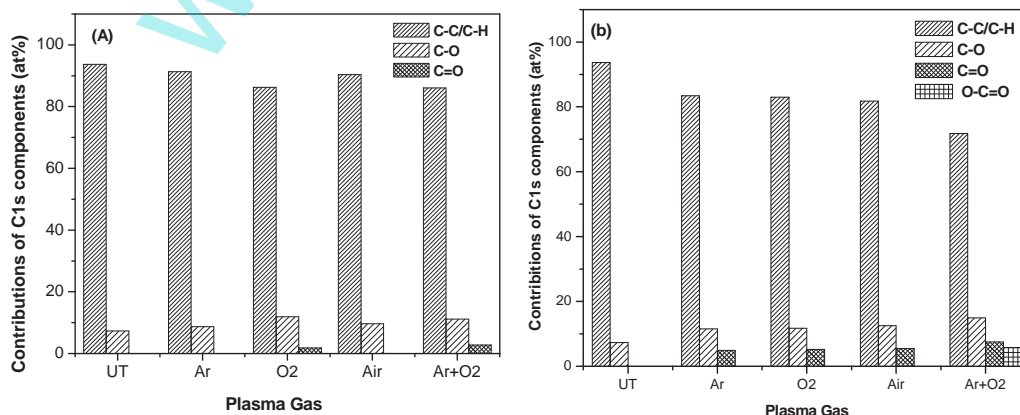 (A)
C-C/C-H
C-O
C=O
Contributions of C1s components (at%)
100
80
60
40
20
0
UT Ar O2 Air Ar+O2
Plasma Gas
(b)
C-C/C-H
C-O
C=O
O-C=O
Contribitions of C1s components (at%)
100
80
60
40
20
0
UT Ar O2 Air Ar+O2
Plasma Gas